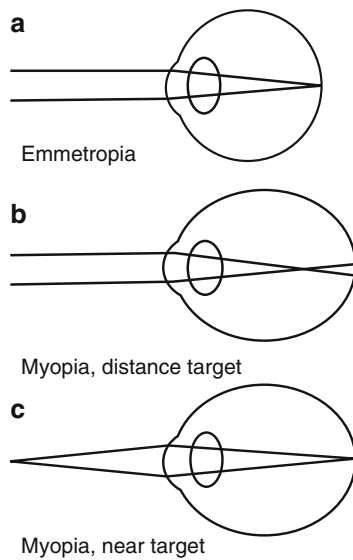 a
Emmetropia
b
Myopia, distance target
c
Myopia, near target